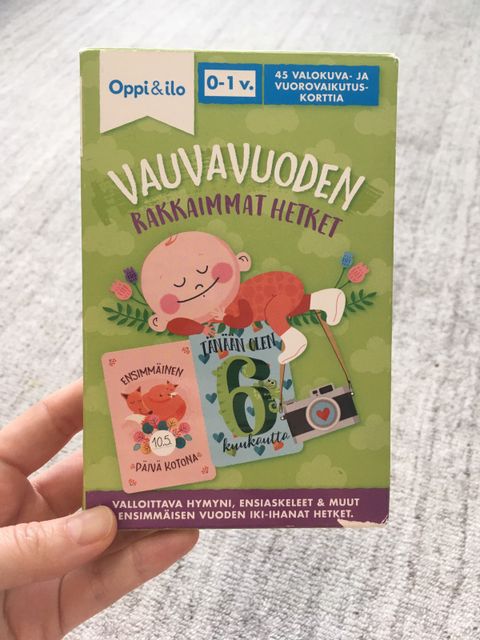 Oppi&ilo
0-1 v.
45 VALOKUVA- JA
VUOROVAIKUTUS-
KORTTIA
VAUVAVUODEN
RAKKAIMMAT HETKET
ENSIMMÄINEN
10.5.
PÄIVÄ KOTONA
TÄNÄÄN OLEN
6
kuukautta
VALLOITTAVA HYMYNI, ENSIASKELEET & MUUT
ENSIMMÄISEN VUODEN IKI-IHANAT HETKET.